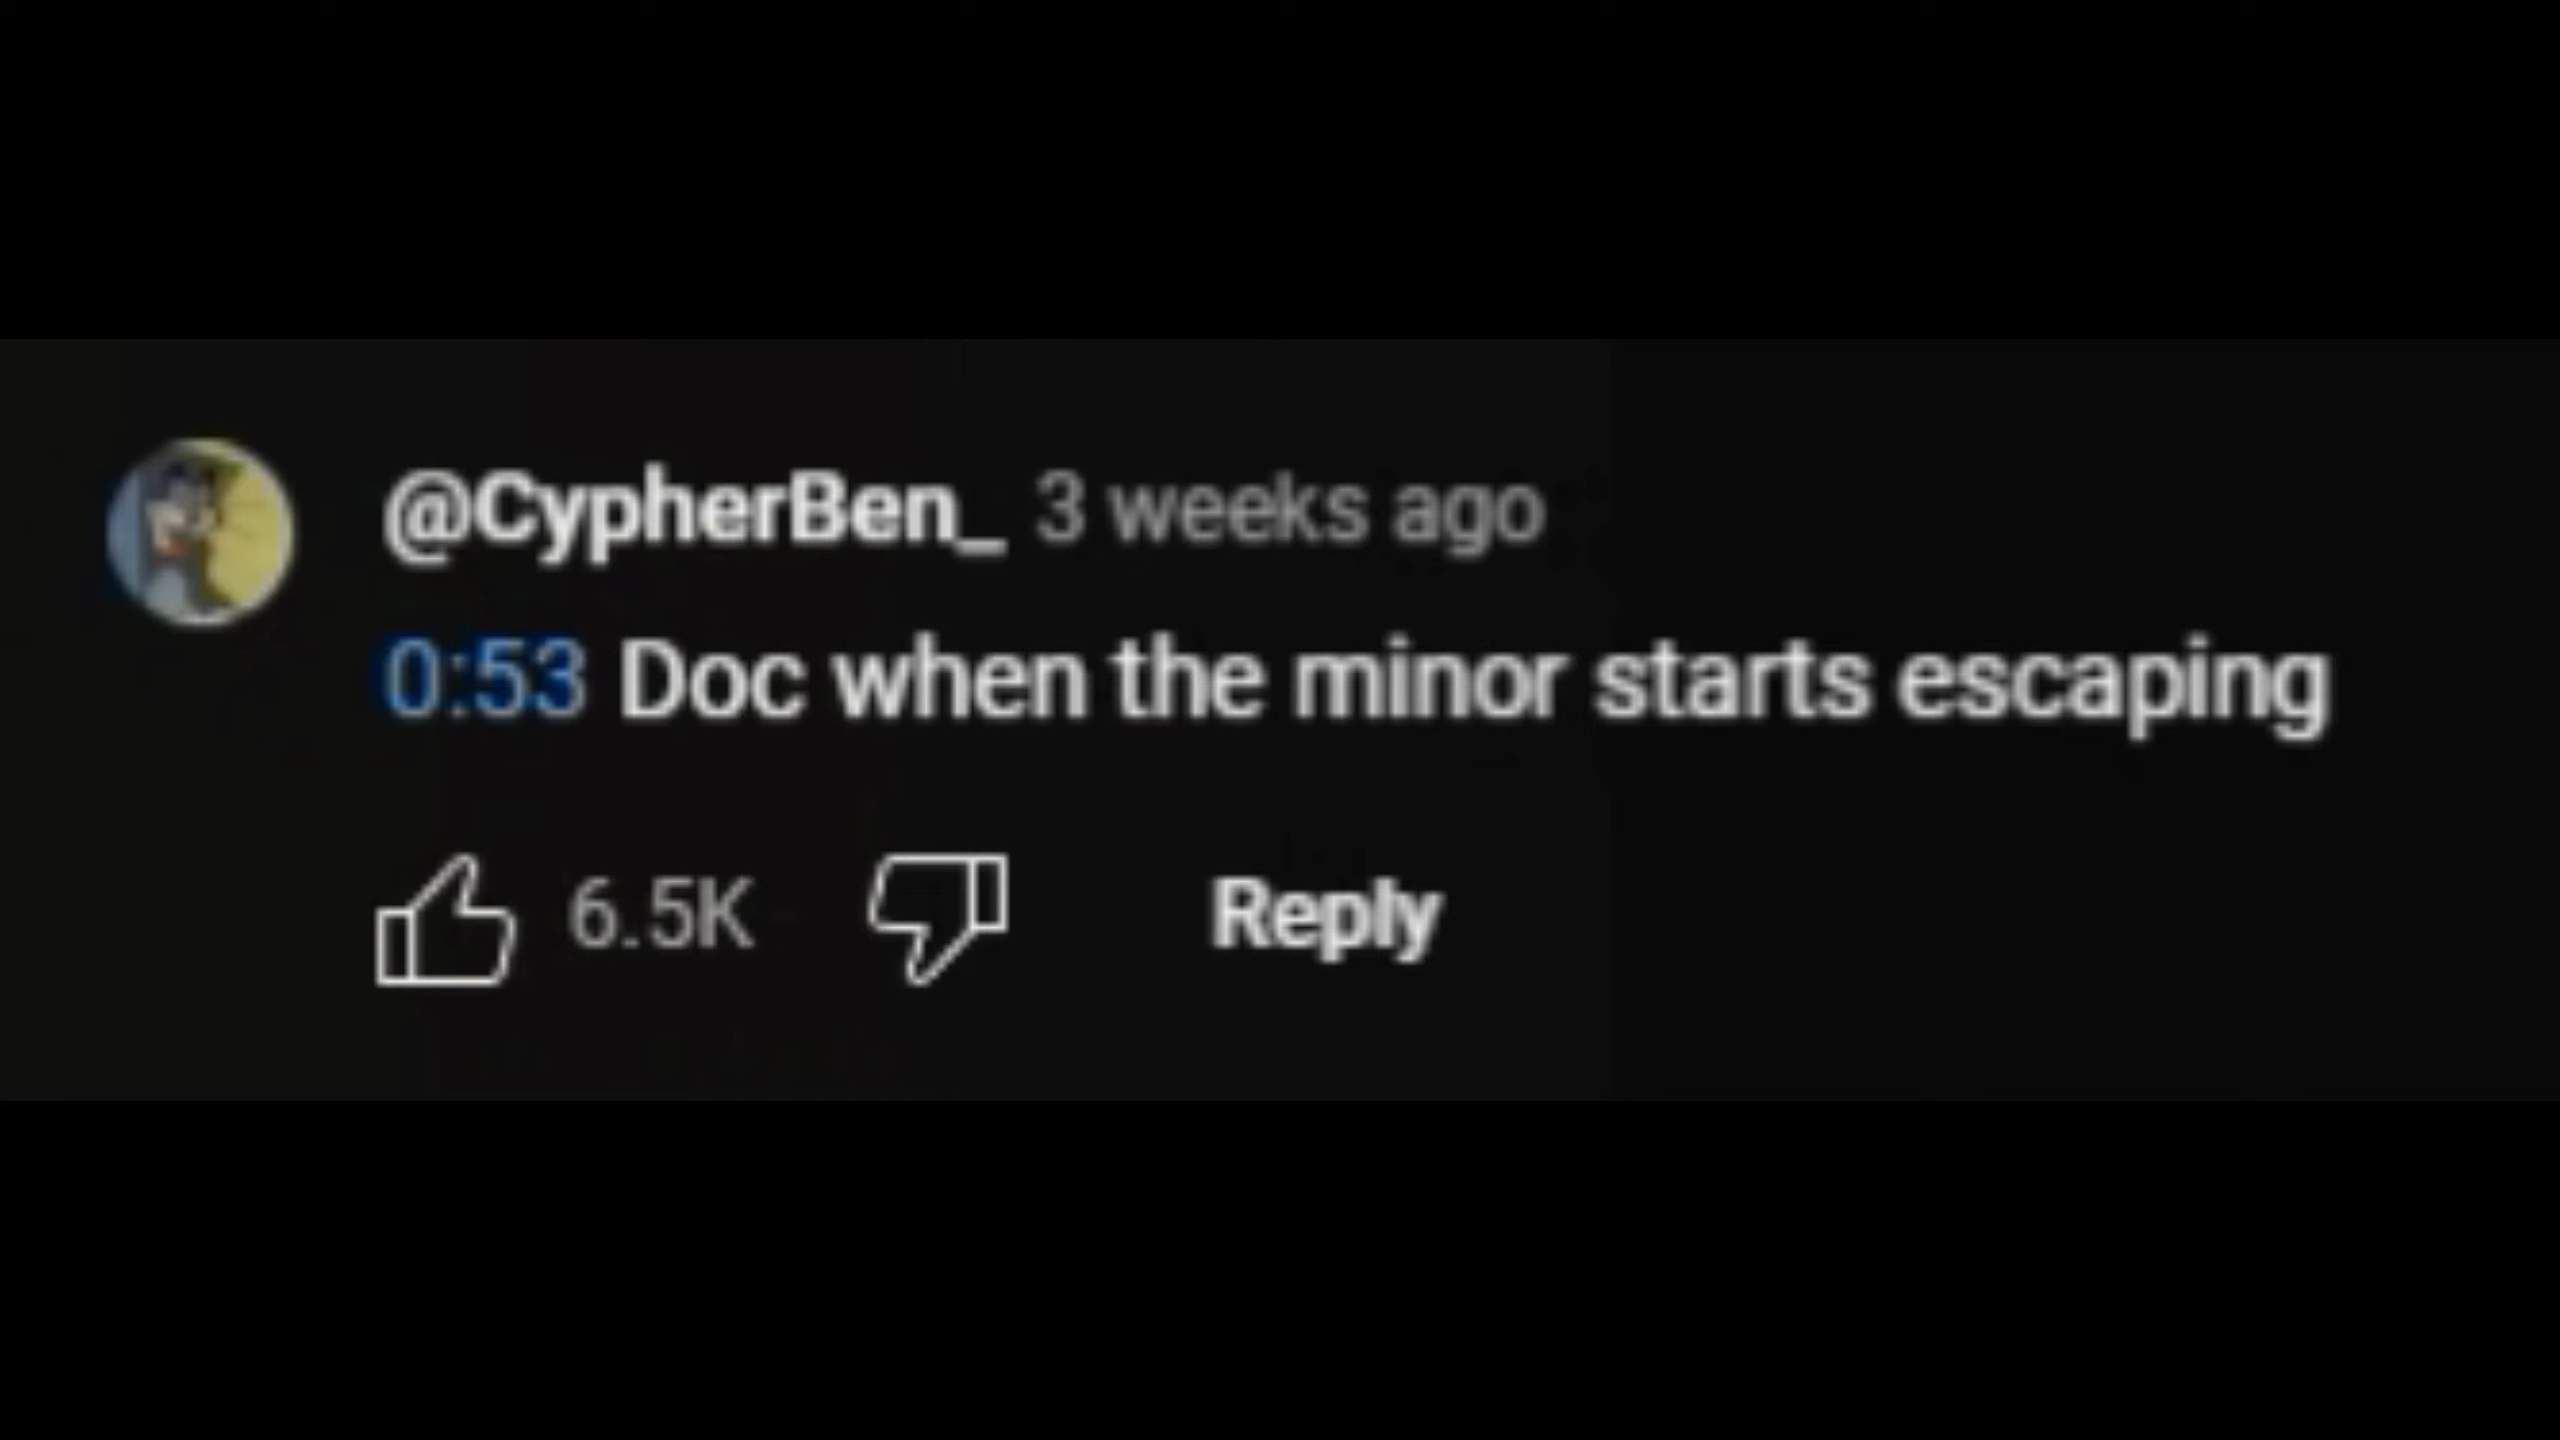 @CypherBen_ 3 weeks ago
0:53 Doc when the minor starts escaping
6.5K Reply